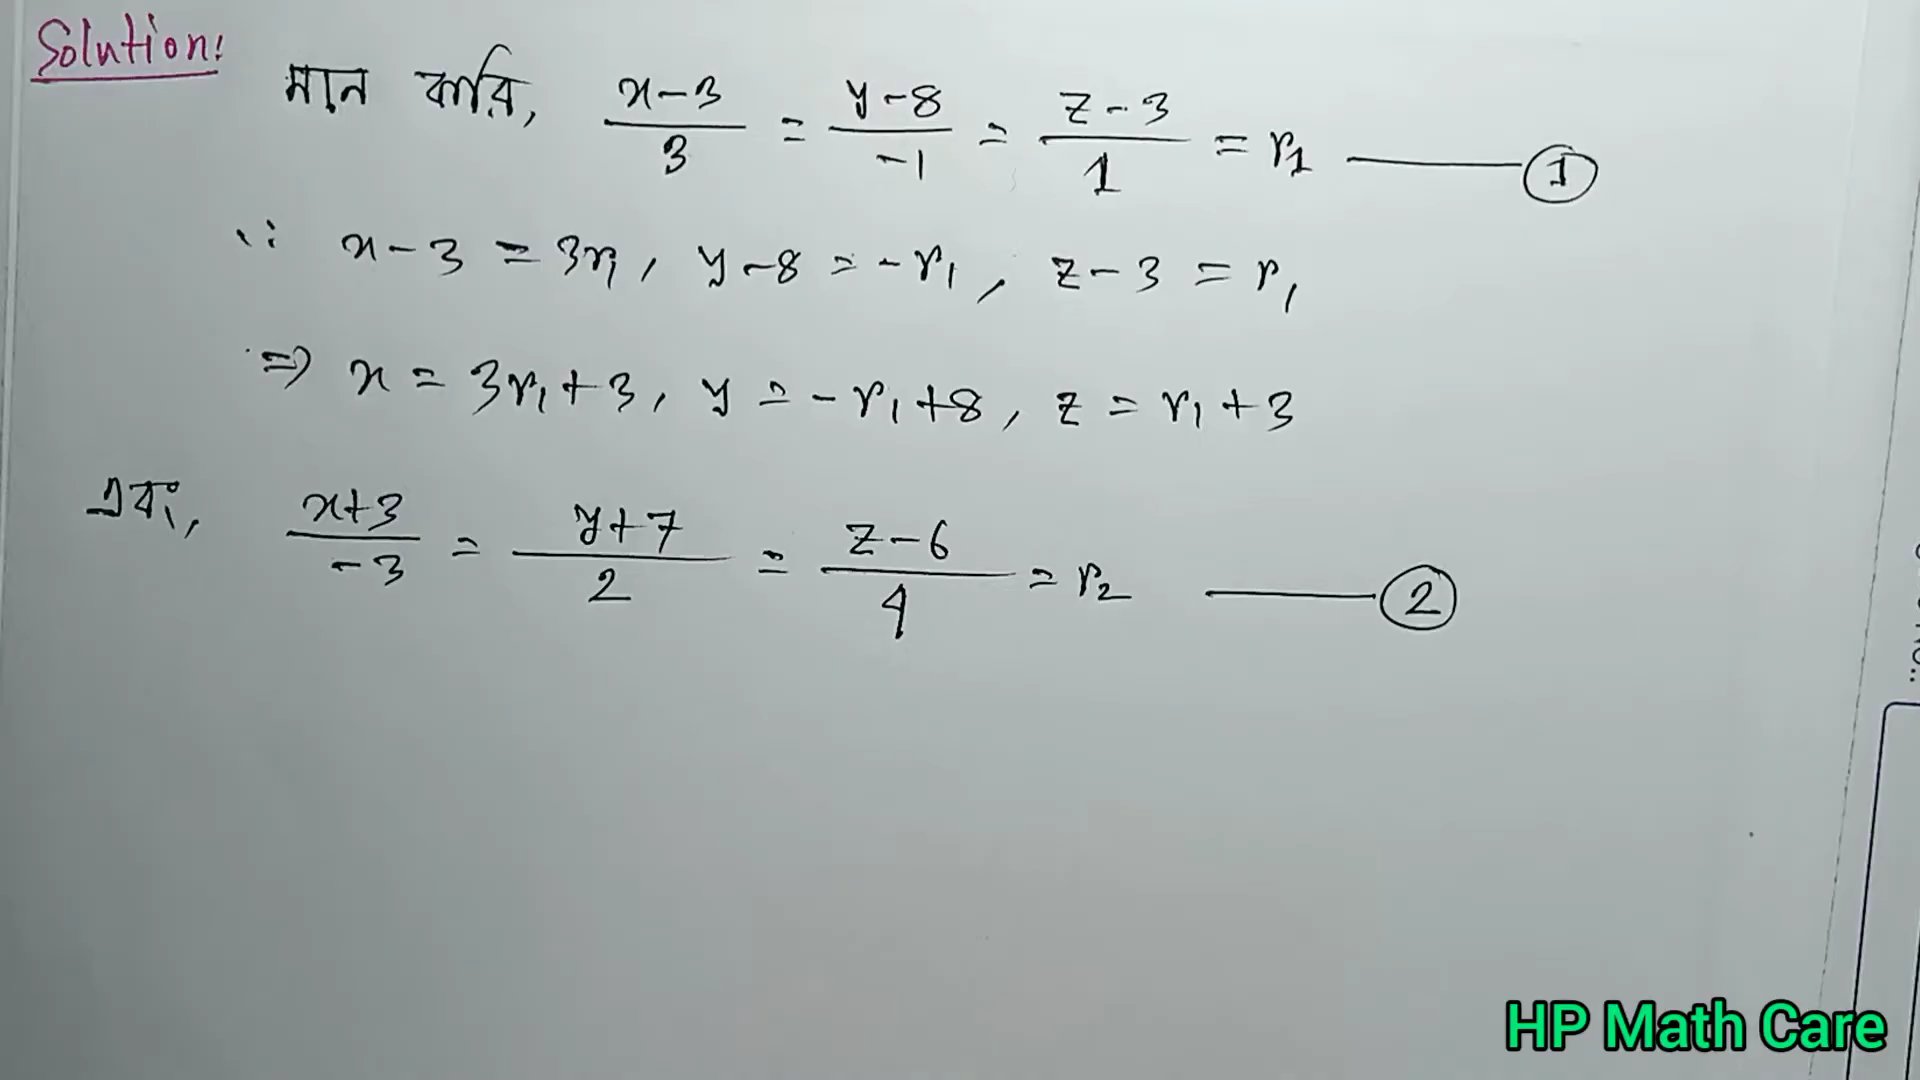 Solution:
মনে করি, x-3/3 = y-8/-1 = z-3/1 = r₁ —— ①
∴ x-3 = 3r₁, y-8 = -r₁, z-3 = r₁
⇒ x = 3r₁+3, y = -r₁+8, z = r₁+3
এবং, x+3/-3 = y+7/2 = z-6/4 = r₂ —— ②
HP Math Care